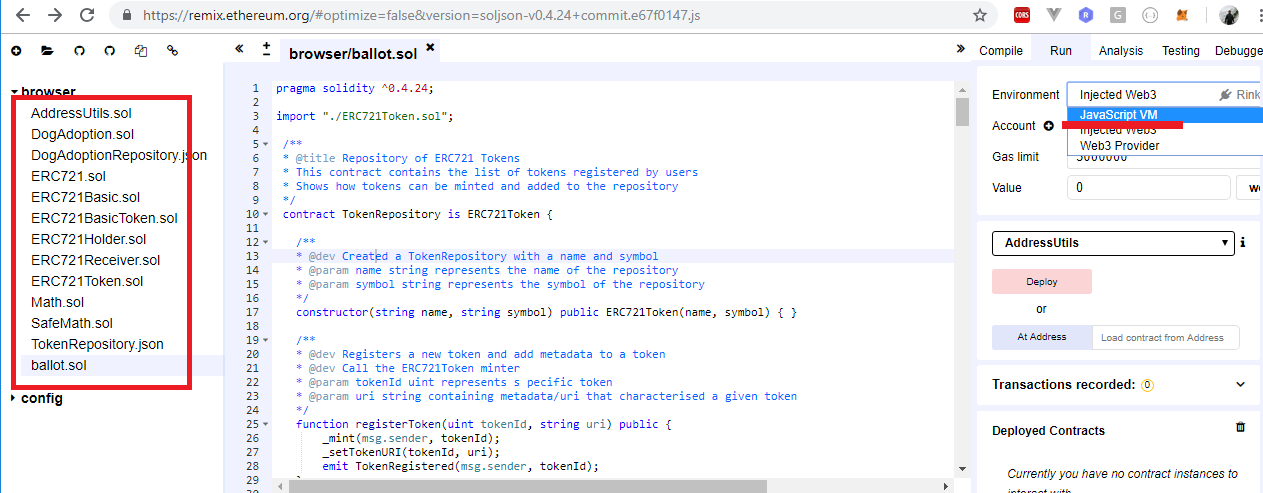 https://remix.ethereum.org/#optimize=false&version=soljson-v0.4.24+commit.e67f0147.js
CORS
browser
AddressUtils.sol
DogAdoption.sol
DogAdoptionRepository.json
ERC721.sol
ERC721Basic.sol
ERC721BasicToken.sol
ERC721Holder.sol
ERC721Receiver.sol
ERC721Token.sol
Math.sol
SafeMath.sol
TokenRepository.json
ballot.sol
config
browser/ballot.sol
1 pragma solidity ^0.4.24;
2
3 import "./ERC721Token.sol";
4
5 /**
6 * @title Repository of ERC721 Tokens
7 * This contract contains the list of tokens registered by users
8 * Shows how tokens can be minted and added to the repository
9 */
10 contract TokenRepository is ERC721Token {
11
12 /**
13 * @dev Created a TokenRepository with a name and symbol
14 * @param name string represents the name of the repository
15 * @param symbol string represents the symbol of the repository
16 */
17 constructor(string name, string symbol) public ERC721Token(name, symbol) { }
18
19 /**
20 * @dev Registers a new token and add metadata to a token
21 * @dev Call the ERC721Token minter
22 * @param tokenId uint represents s pecific token
23 * @param uri string containing metadata/uri that characterised a given token
24 */
25 function registerToken(uint tokenId, string uri) public {
26 _mint(msg.sender, tokenId);
27 _setTokenURI(tokenId, uri);
28 emit TokenRegistered(msg.sender, tokenId);
29
Compile Run Analysis Testing Debugge
Environment Injected Web3 Rink
JavaScript VM
Account Injected Web3
Web3 Provider
Gas limit 3000000
Value 0 we
AddressUtils
Deploy
or
At Address Load contract from Address
Transactions recorded: 0
Deployed Contracts
Currently you have no contract instances to
interact with.